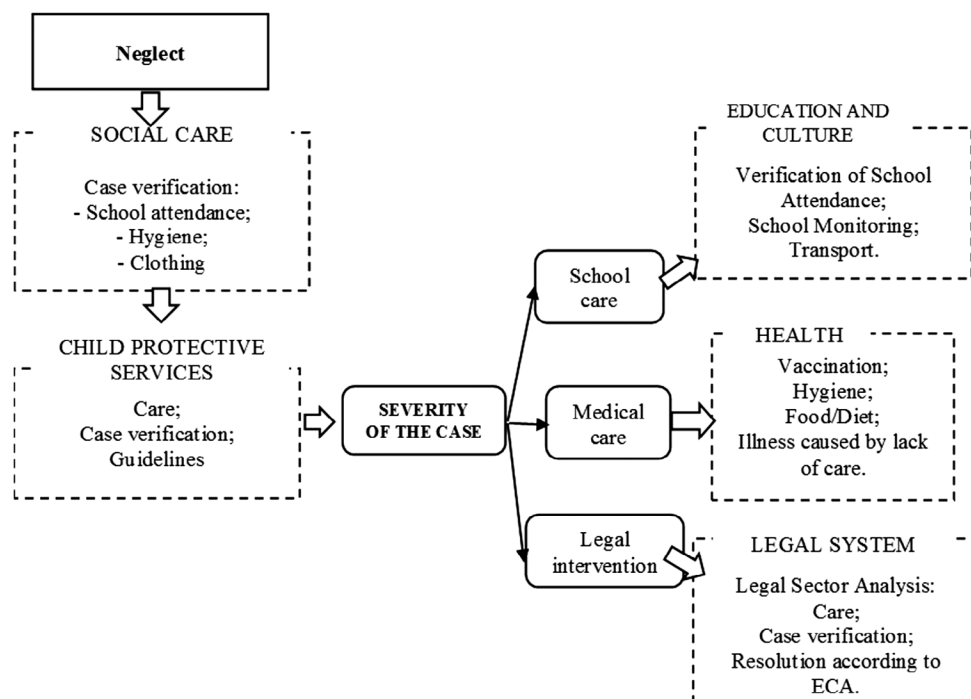 Neglect
SOCIAL CARE
Case verification:
- School attendance;
- Hygiene;
- Clothing
CHILD PROTECTIVE
SERVICES
Care;
Case verification;
Guidelines
SEVERITY
OF THE CASE
School
care
Medical
care
Legal
intervention
EDUCATION AND
CULTURE
Verification of School
Attendance;
School Monitoring;
Transport.
HEALTH
Vaccination;
Hygiene;
Food/Diet;
Illness caused by lack
of care.
LEGAL SYSTEM
Legal Sector Analysis:
Care;
Case verification;
Resolution according to
ECA.